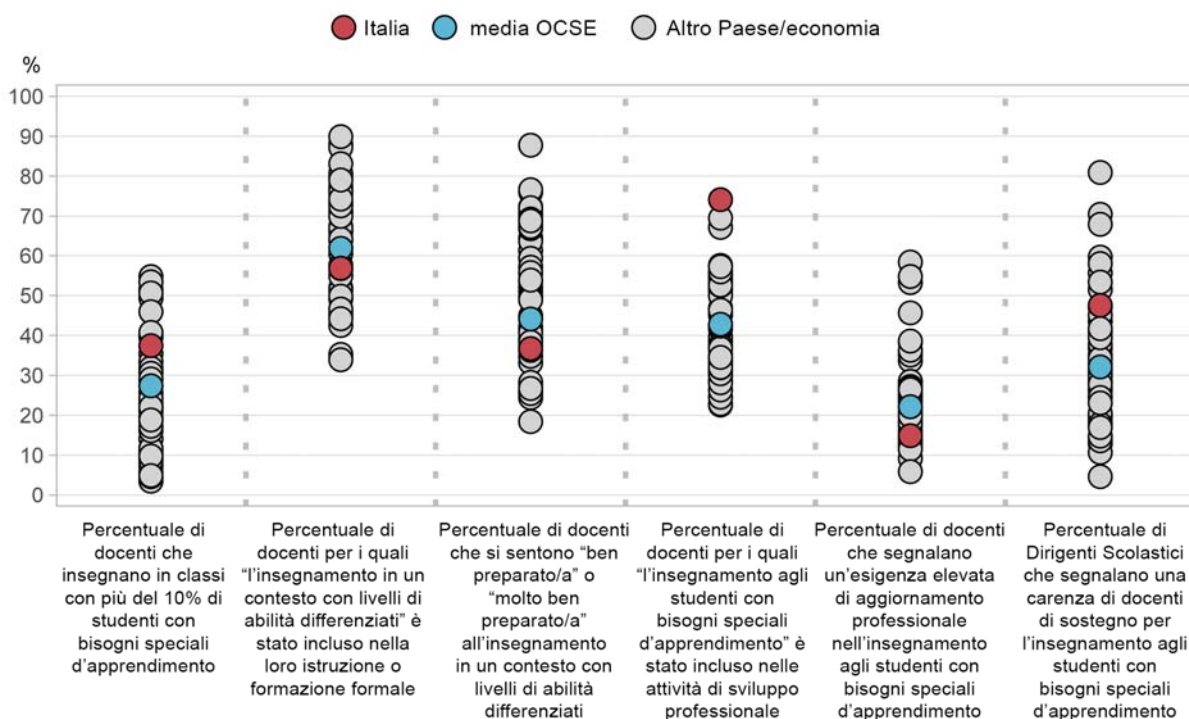 Italia media OCSE Altro Paese/economia
%
100
90
80
70
60
50
40
30
20
10
0
Percentuale di
docenti che
insegnano in classi
con più del 10% di
studenti con
bisogni speciali
d’apprendimento
Percentuale di
docenti per i quali
“l’insegnamento in un
contesto con livelli di
abilità differenziati” è
stato incluso nella
loro istruzione o
formazione formale
Percentuale di docenti
che si sentono “ben
preparato/a” o
“molto ben
preparato/a”
all’insegnamento
in un contesto con
livelli di abilità
differenziati
Percentuale di
docenti per i quali
“l’insegnamento agli
studenti con
bisogni speciali
d’apprendimento” è
stato incluso nelle
attività di sviluppo
professionale
Percentuale di docenti
che segnalano
un’esigenza elevata
di aggiornamento
professionale
nell’insegnamento
agli studenti con
bisogni speciali
d’apprendimento
Percentuale di
Dirigenti Scolastici
che segnalano una
carenza di docenti
di sostegno per
l’insegnamento agli
studenti con
bisogni speciali
d’apprendimento